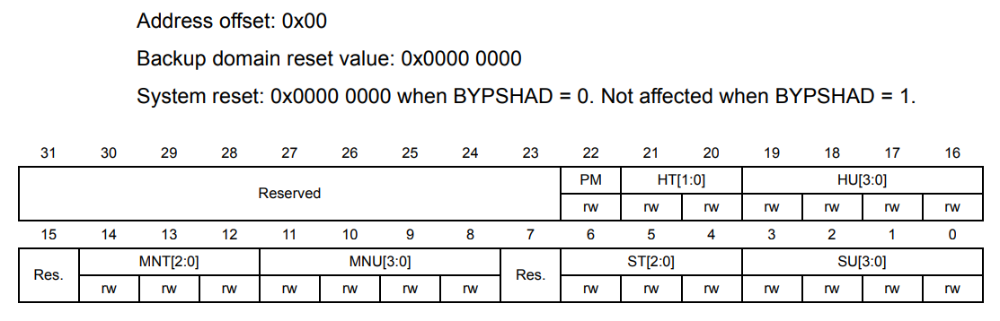 Address offset: 0x00
Backup domain reset value: 0x0000 0000
System reset: 0x0000 0000 when BYPSHAD = 0. Not affected when BYPSHAD = 1.
31 30 29 28 27 26 25 24 23 22 21 20 19 18 17 16
Reserved PM HT[1:0] HU[3:0]
rw rw rw rw rw rw rw
15 14 13 12 11 10 9 8 7 6 5 4 3 2 1 0
Res. MNT[2:0] MNU[3:0] Res. ST[2:0] SU[3:0]
rw rw rw rw rw rw rw rw rw rw rw rw rw rw